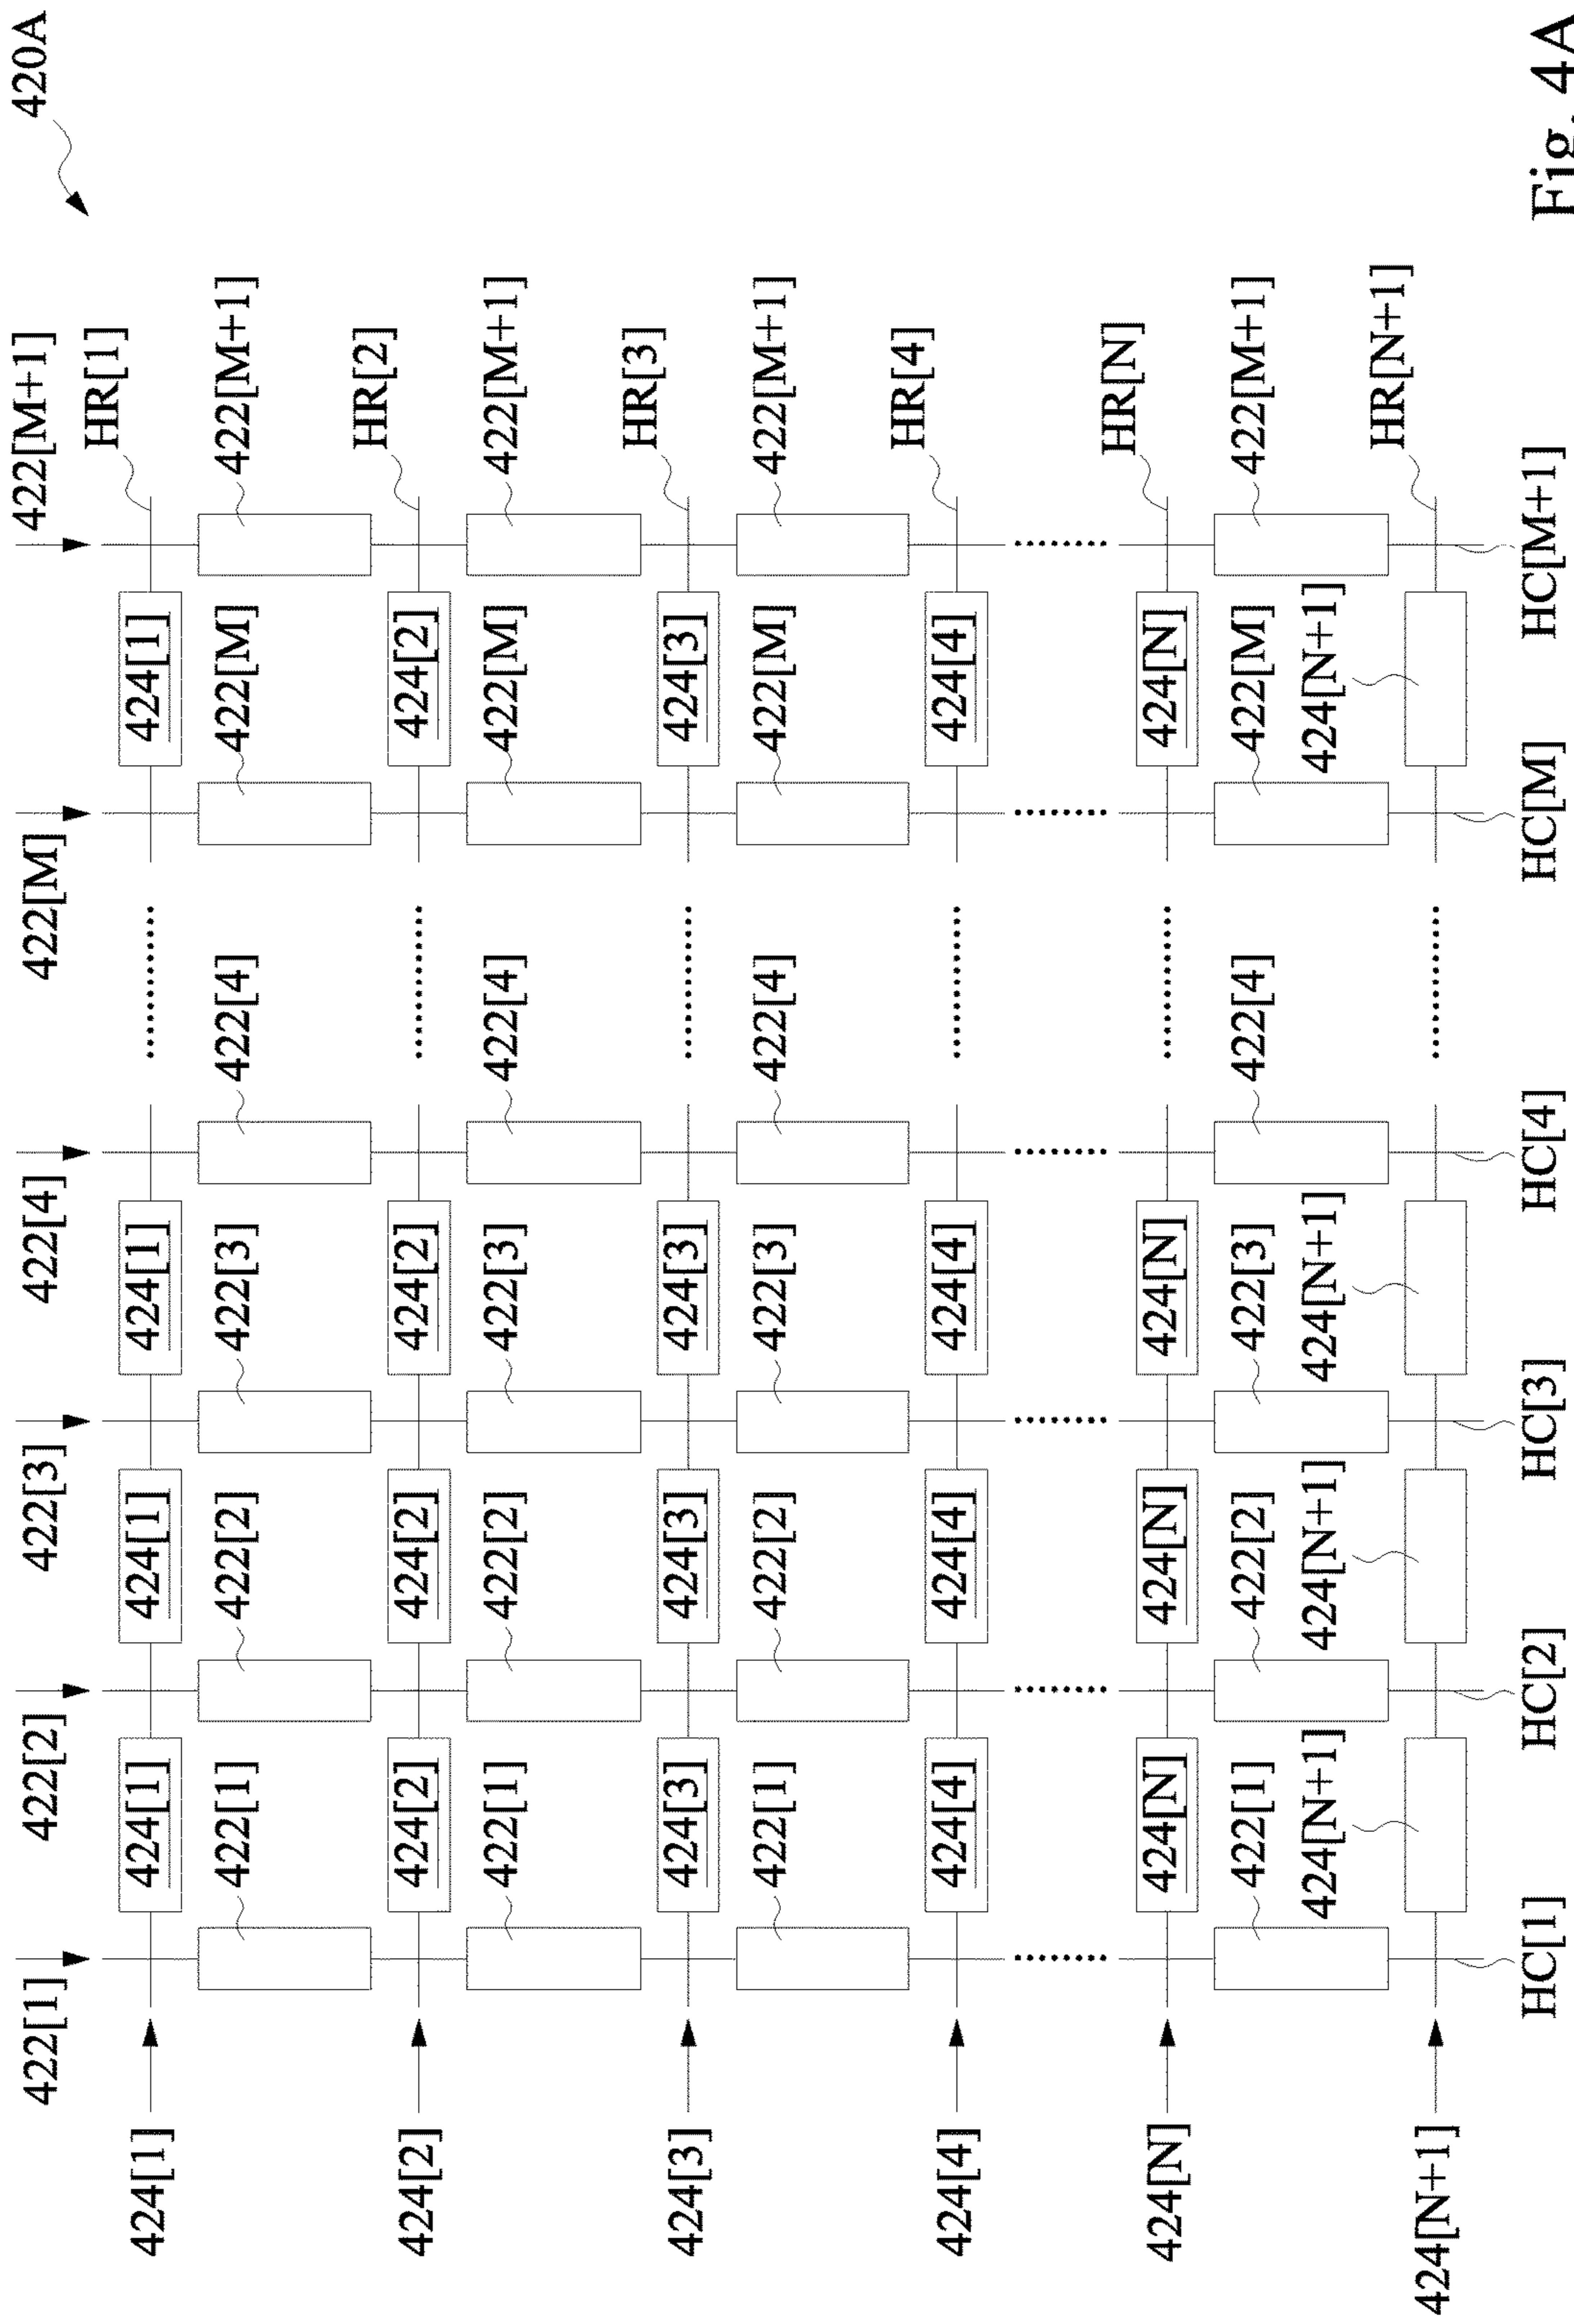 422[1] 422[2] 422[3] 422[4] 422[M] 422[M+1] 420A
HR[1]
424[1] 424[1] 424[1] 424[1] 424[1]
422[1] 422[2] 422[3] 422[4] 422[M] 422[M+1]
HR[2]
424[2] 424[2] 424[2] 424[2] 424[2]
422[1] 422[2] 422[3] 422[4] 422[M] 422[M+1]
HR[3]
424[3] 424[3] 424[3] 424[3] 424[3]
422[1] 422[2] 422[3] 422[4] 422[M] 422[M+1]
HR[4]
424[4] 424[4] 424[4] 424[4] 424[4]
HR[N]
424[N] 424[N] 424[N] 424[N] 424[N]
422[1] 422[2] 422[3] 422[4] 422[M] 422[M+1]
424[N+1] 424[N+1] 424[N+1] 424[N+1]
HR[N+1]
424[N+1]
HC[1] HC[2] HC[3] HC[4] HC[M] HC[M+1]
Fig. 4A